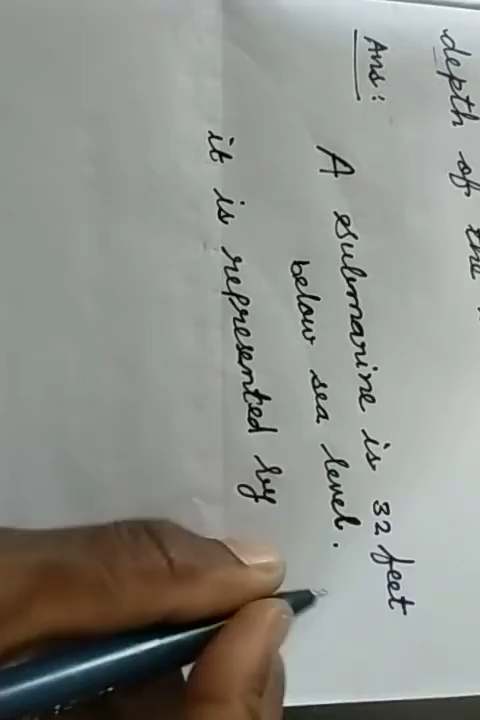 depth of the
Ans:
A submarine is 32 feet
below sea level.
it is represented by